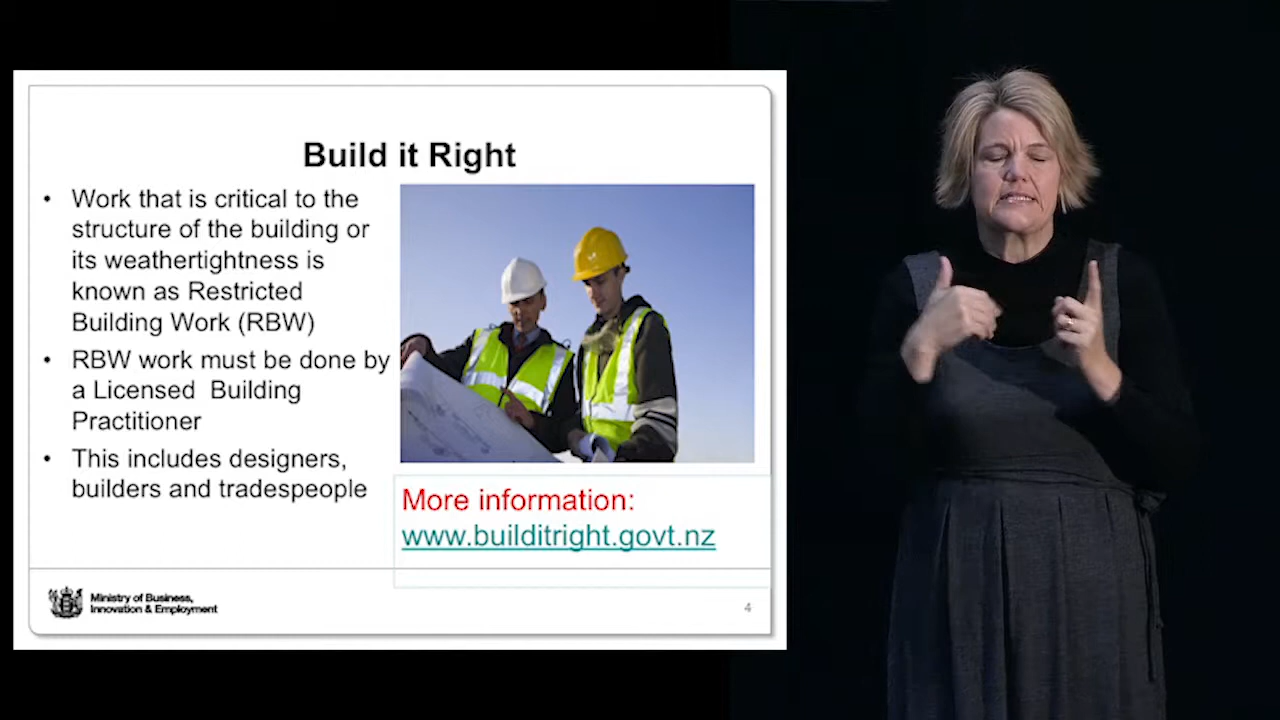 Build it Right
• Work that is critical to the
structure of the building or
its weathertightness is
known as Restricted
Building Work (RBW)
• RBW work must be done by
a Licensed  Building
Practitioner
• This includes designers,
builders and tradespeople
More information:
www.builditright.govt.nz
Ministry of Business,
Innovation & Employment
4